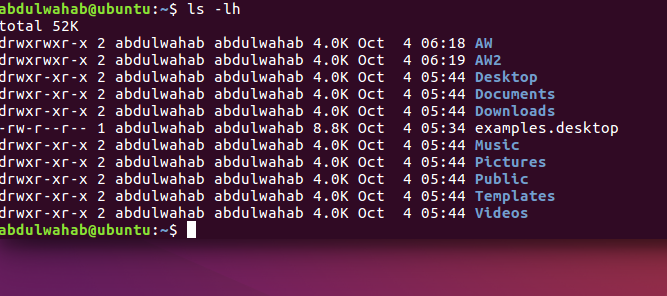 abdulwahab@ubuntu:~$ ls -lh
total 52K
drwxrwxr-x 2 abdulwahab abdulwahab 4.0K Oct  4 06:18 AW
drwxr-xr-x 2 abdulwahab abdulwahab 4.0K Oct  4 06:19 AW2
drwxr-xr-x 2 abdulwahab abdulwahab 4.0K Oct  4 05:44 Desktop
drwxr-xr-x 2 abdulwahab abdulwahab 4.0K Oct  4 05:44 Documents
drwxr-xr-x 2 abdulwahab abdulwahab 4.0K Oct  4 05:44 Downloads
-rw-r--r-- 1 abdulwahab abdulwahab 8.8K Oct  4 05:34 examples.desktop
drwxr-xr-x 2 abdulwahab abdulwahab 4.0K Oct  4 05:44 Music
drwxr-xr-x 2 abdulwahab abdulwahab 4.0K Oct  4 05:44 Pictures
drwxr-xr-x 2 abdulwahab abdulwahab 4.0K Oct  4 05:44 Public
drwxr-xr-x 2 abdulwahab abdulwahab 4.0K Oct  4 05:44 Templates
drwxr-xr-x 2 abdulwahab abdulwahab 4.0K Oct  4 05:44 Videos
abdulwahab@ubuntu:~$